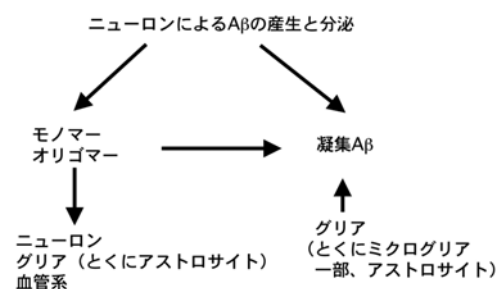 ニューロンによるAβの産生と分泌
モノマー
オリゴマー
凝集Aβ
ニューロン
グリア（とくにアストロサイト）
血管系
グリア
（とくにミクログリア
一部、アストロサイト）